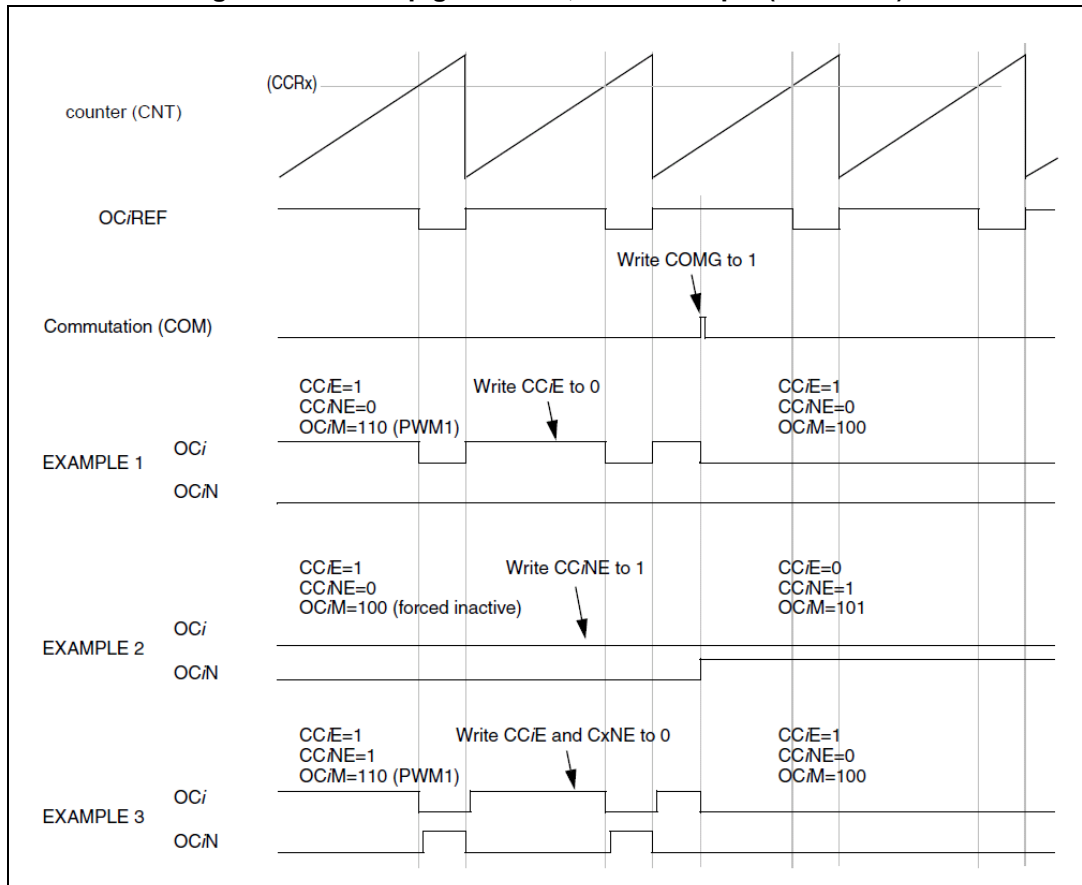 (CCRx)
counter (CNT)
OCiREF
Write COMG to 1
Commutation (COM)
CCiE=1
CCiNE=0
OCiM=110 (PWM1)
Write CCiE to 0
CCiE=1
CCiNE=0
OCiM=100
EXAMPLE 1
OCi
OCiN
CCiE=1
CCiNE=0
OCiM=100 (forced inactive)
Write CCiNE to 1
CCiE=0
CCiNE=1
OCiM=101
EXAMPLE 2
OCi
OCiN
CCiE=1
CCiNE=1
OCiM=110 (PWM1)
Write CCiE and CxNE to 0
CCiE=1
CCiNE=0
OCiM=100
EXAMPLE 3
OCi
OCiN